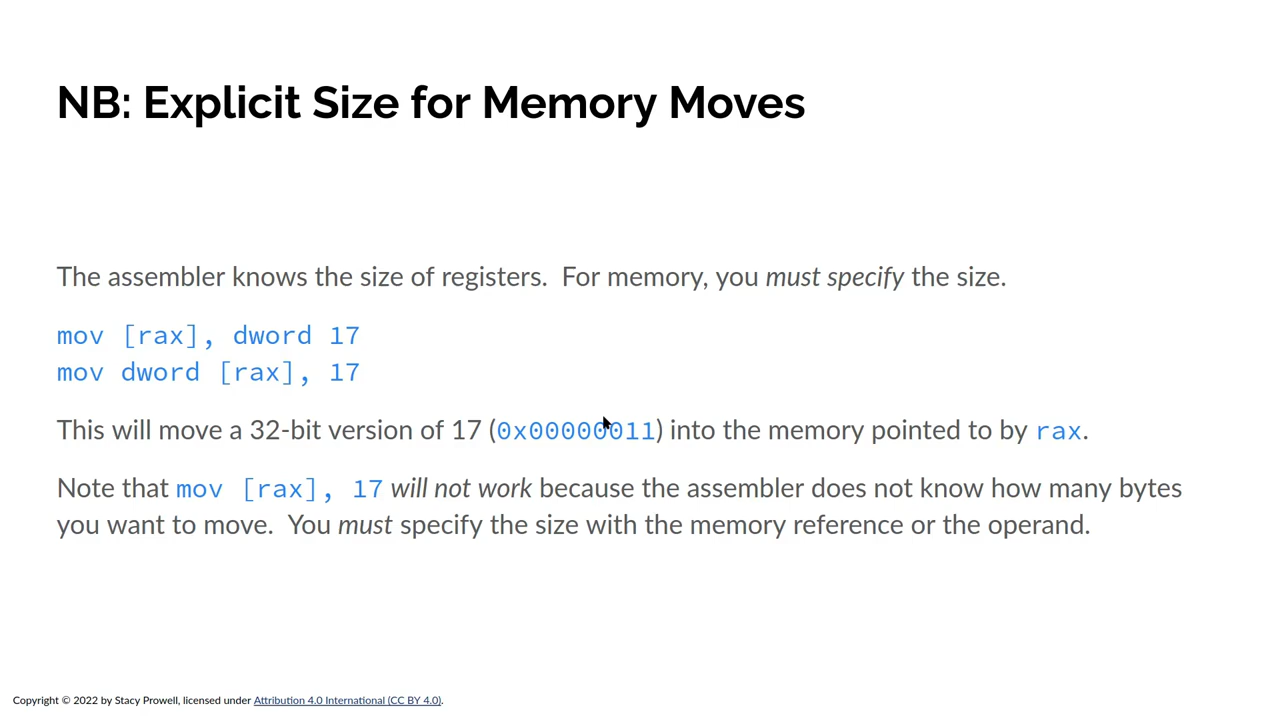 NB: Explicit Size for Memory Moves
The assembler knows the size of registers.  For memory, you must specify the size.
mov [rax], dword 17
mov dword [rax], 17
This will move a 32-bit version of 17 (0x00000011) into the memory pointed to by rax.
Note that mov [rax], 17 will not work because the assembler does not know how many bytes
you want to move.  You must specify the size with the memory reference or the operand.
Copyright © 2022 by Stacy Prowell, licensed under Attribution 4.0 International (CC BY 4.0).